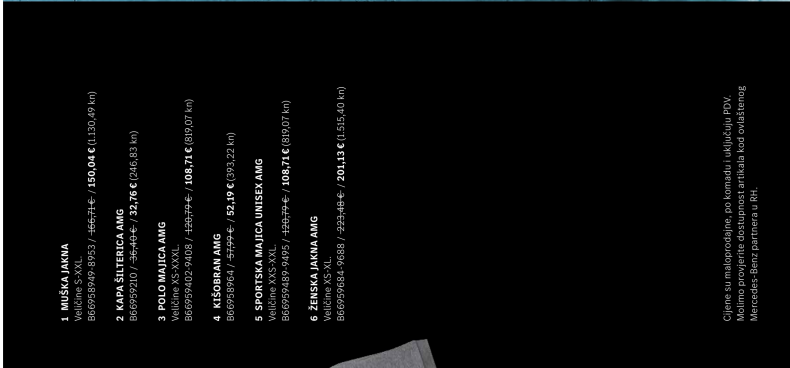 1 MUŠKA JAKNA
Veličine S-XXL.
B66958949-8953 / 166,71 € / 150,04 € (1.130,49 kn)
2 KAPA ŠILTERICA AMG
B66959210 / 36,40 € / 32,76 € (246,83 kn)
3 POLO MAJICA AMG
Veličine XS-XXXL.
B66959402-9408 / 120,79 € / 108,71 € (819,07 kn)
4 KIŠOBRAN AMG
B66958964 / 57,99 € / 52,19 € (393,22 kn)
5 SPORTSKA MAJICA UNISEX AMG
Veličine XXS-XXL.
B66959489-9495 / 120,79 € / 108,71 € (819,07 kn)
6 ŽENSKA JAKNA AMG
Veličine XS-XL.
B66959684-9688 / 223,48 € / 201,13 € (1.515,40 kn)
Cijene su maloprodajne, po komadu i uključuju PDV.
Molimo provjerite dostupnost artikala kod ovlaštenog
Mercedes-Benz partnera u RH.